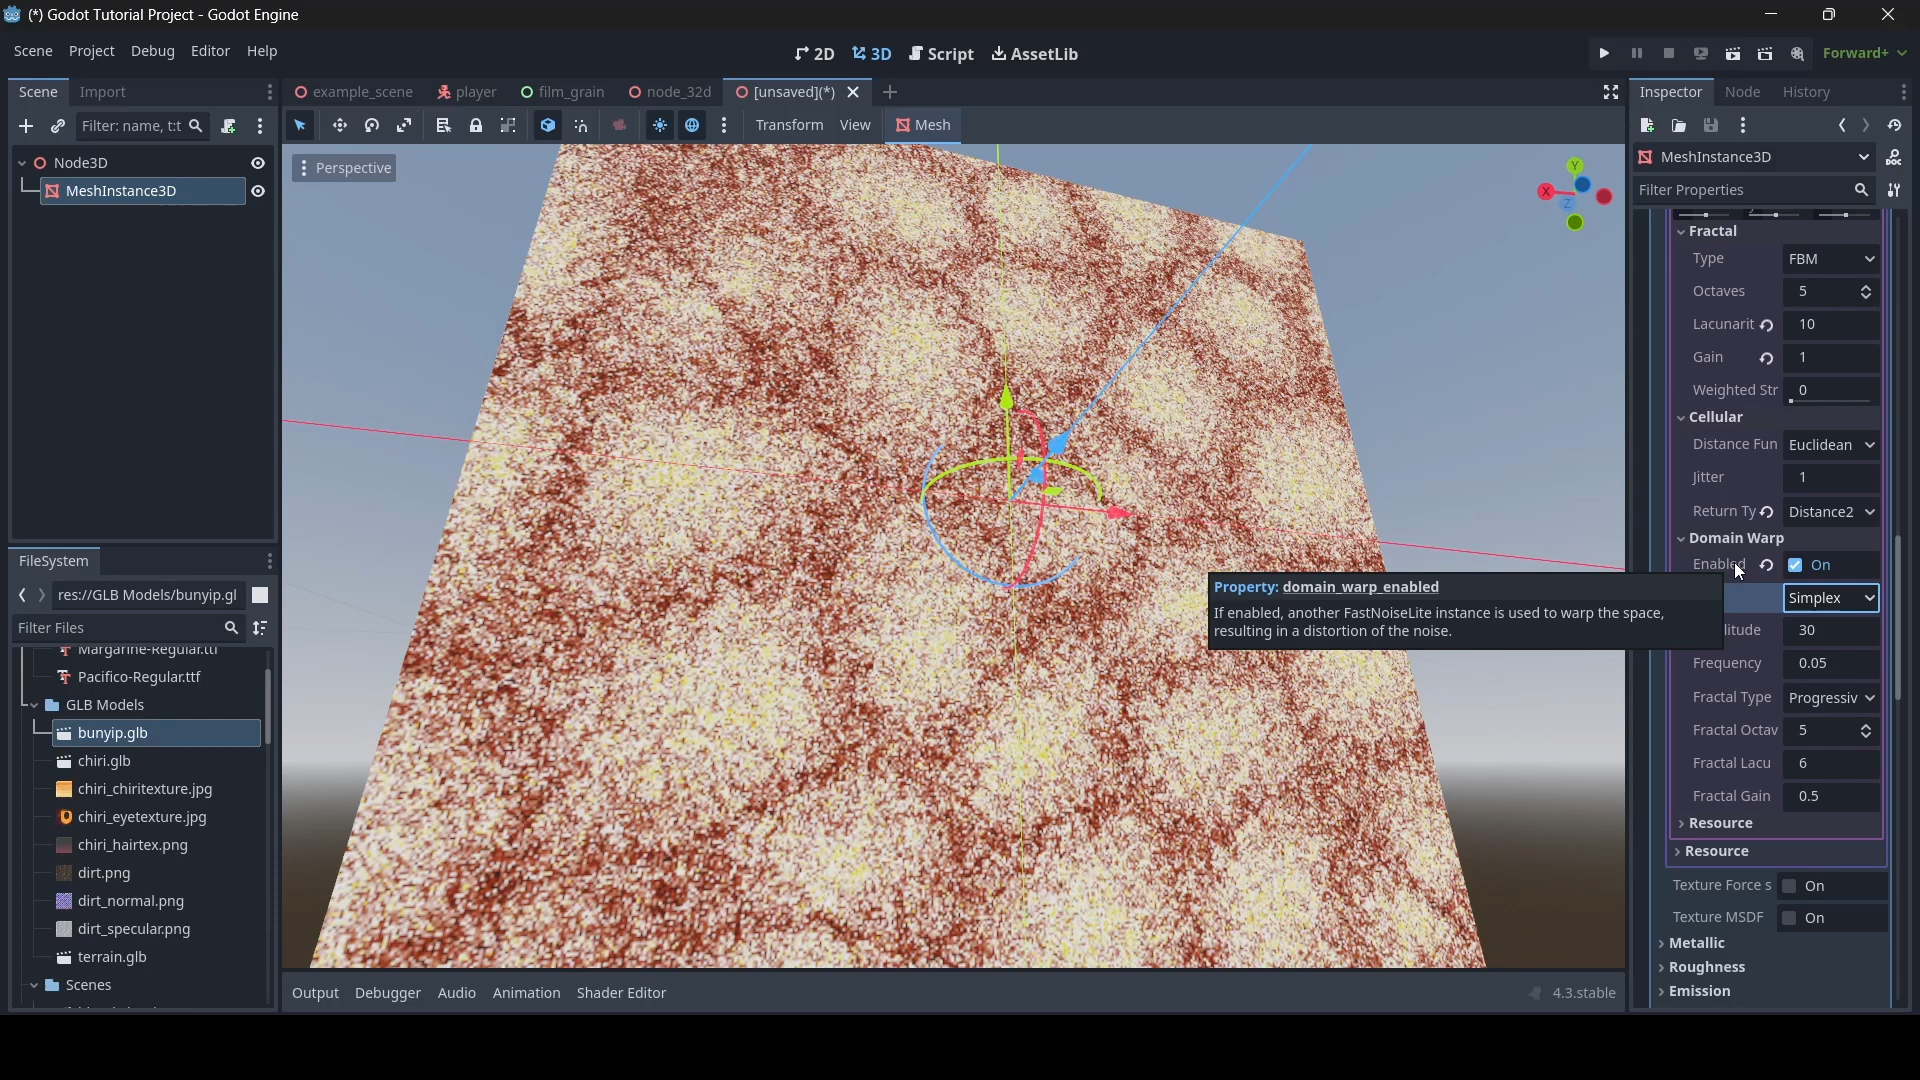 (*) Godot Tutorial Project - Godot Engine
Scene Project Debug Editor Help
2D 3D Script AssetLib
Forward+
Scene Import
example_scene player film_grain node_32d [unsaved](*)
Inspector Node History
Filter: name, t:t
Transform View Mesh
Node3D
MeshInstance3D
Perspective
Y
X
Z
MeshInstance3D
Filter Properties
Fractal
Type FBM
Octaves 5
Lacunarit 10
Gain 1
Weighted Str 0
Cellular
Distance Fun Euclidean
Jitter 1
Return Ty Distance2
Domain Warp
Enabled On
Simplex
litude 30
Frequency 0.05
Fractal Type Progressiv
Fractal Octav 5
Fractal Lacu 6
Fractal Gain 0.5
Resource
Resource
Texture Force s On
Texture MSDF On
Metallic
Roughness
Emission
Property: domain_warp_enabled
If enabled, another FastNoiseLite instance is used to warp the space,
resulting in a distortion of the noise.
FileSystem
res://GLB Models/bunyip.gl
Filter Files
Margarine-Regular.ttf
Pacifico-Regular.ttf
GLB Models
bunyip.glb
chiri.glb
chiri_chiritexture.jpg
chiri_eyetexture.jpg
chiri_hairtex.png
dirt.png
dirt_normal.png
dirt_specular.png
terrain.glb
Scenes
Output Debugger Audio Animation Shader Editor
4.3.stable